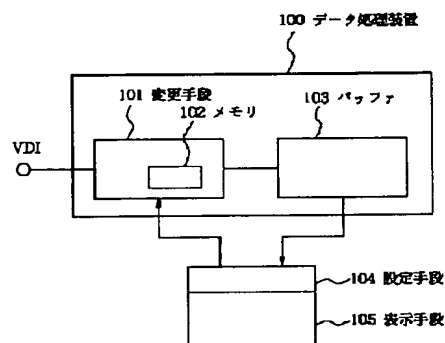 100 データ処理装置
101 変更手段
102 メモリ
103 バッファ
VDI
104 設定手段
105 表示手段